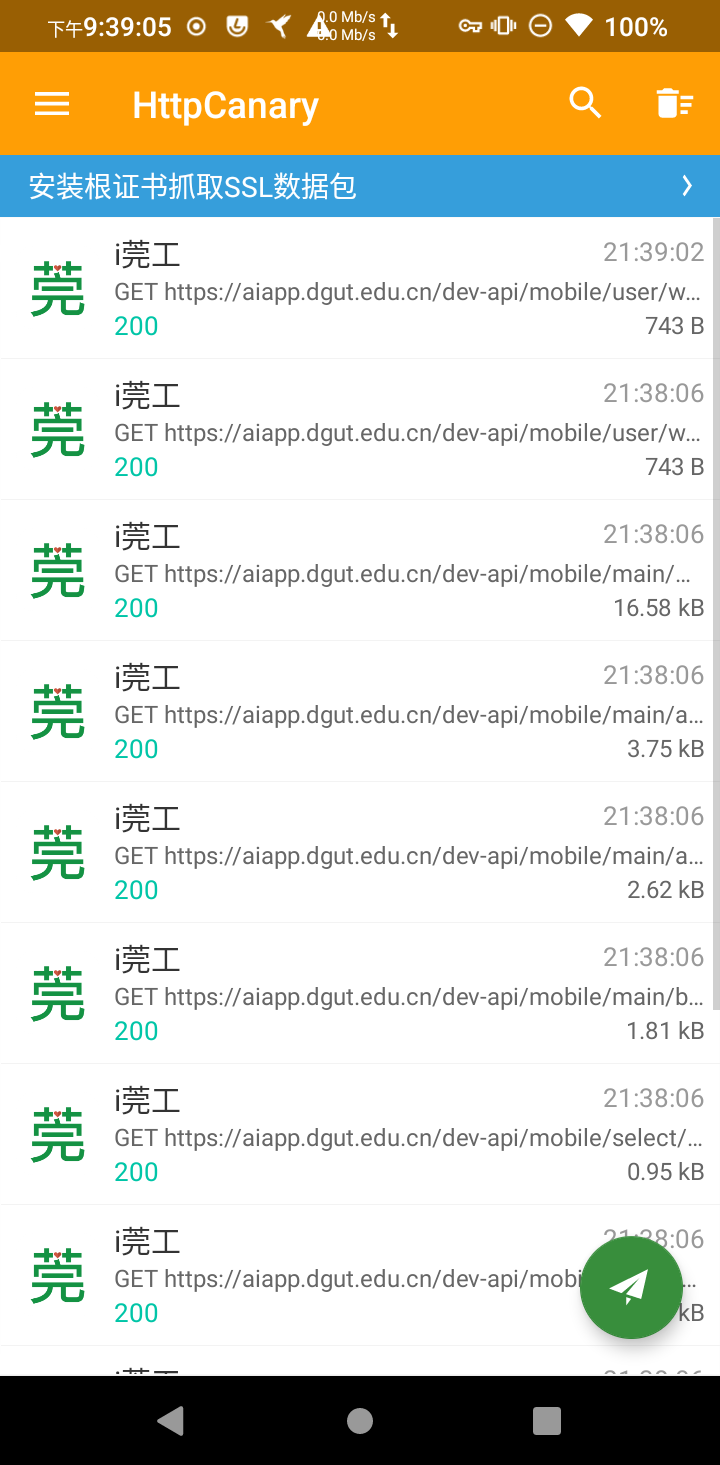 下午9:39:05 0.0 Mb/s 100%
0.0 Mb/s
HttpCanary
安装根证书抓取SSL数据包
莞
i莞工 21:39:02
GET https://aiapp.dgut.edu.cn/dev-api/mobile/user/w...
200 743 B
莞
i莞工 21:38:06
GET https://aiapp.dgut.edu.cn/dev-api/mobile/user/w...
200 743 B
莞
i莞工 21:38:06
GET https://aiapp.dgut.edu.cn/dev-api/mobile/main/...
200 16.58 kB
莞
i莞工 21:38:06
GET https://aiapp.dgut.edu.cn/dev-api/mobile/main/a...
200 3.75 kB
莞
i莞工 21:38:06
GET https://aiapp.dgut.edu.cn/dev-api/mobile/main/a...
200 2.62 kB
莞
i莞工 21:38:06
GET https://aiapp.dgut.edu.cn/dev-api/mobile/main/b...
200 1.81 kB
莞
i莞工 21:38:06
GET https://aiapp.dgut.edu.cn/dev-api/mobile/select/...
200 0.95 kB
莞
i莞工 21:38:06
GET https://aiapp.dgut.edu.cn/dev-api/mobi
200 kB